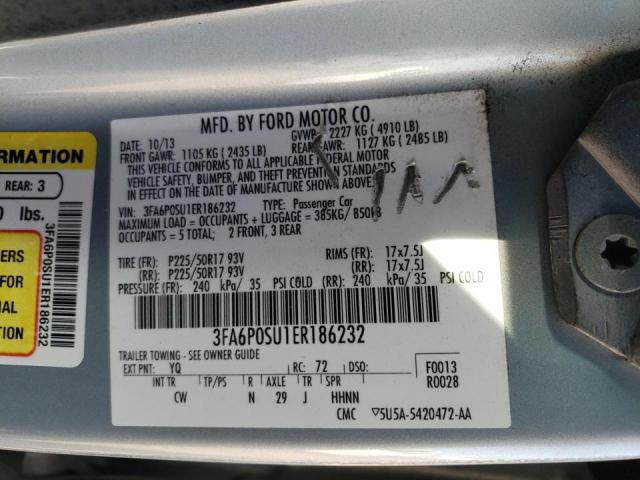 MFD. BY FORD MOTOR CO.
DATE: 10/13 GVWR: 2227 KG ( 4910 LB)
FRONT GAWR: 1105 KG ( 2435 LB) REAR GAWR: 1127 KG ( 2485 LB)
THIS VEHICLE CONFORMS TO ALL APPLICABLE FEDERAL MOTOR
VEHICLE SAFETY, BUMPER, AND THEFT PREVENTION STANDARDS
IN EFFECT ON THE DATE OF MANUFACTURE SHOWN ABOVE.
VIN: 3FA6P0SU1ER186232 TYPE: Passenger Car
MAXIMUM LOAD = OCCUPANTS + LUGGAGE = 385KG/ 850LB
OCCUPANTS = 5 TOTAL; 2 FRONT, 3 REAR
TIRE (FR): P225/50R17 93V RIMS (FR): 17x7.5J
(RR): P225/50R17 93V (RR): 17x7.5J
PRESSURE (FR): 240 kPa/ 35 PSI COLD (RR): 240 kPa/ 35 PSI COLD
3FA6P0SU1ER186232
TRAILER TOWING - SEE OWNER GUIDE
EXT PNT: YQ RC: 72 DSO: F0013
R0028
INT TR TP/PS R AXLE TR SPR
CW N 29 J HHNN
CMC 5U5A-5420472-AA
ORMATION
REAR: 3
0 lbs.
ERS
FOR
NAL
3FA6P0SU1ER186232